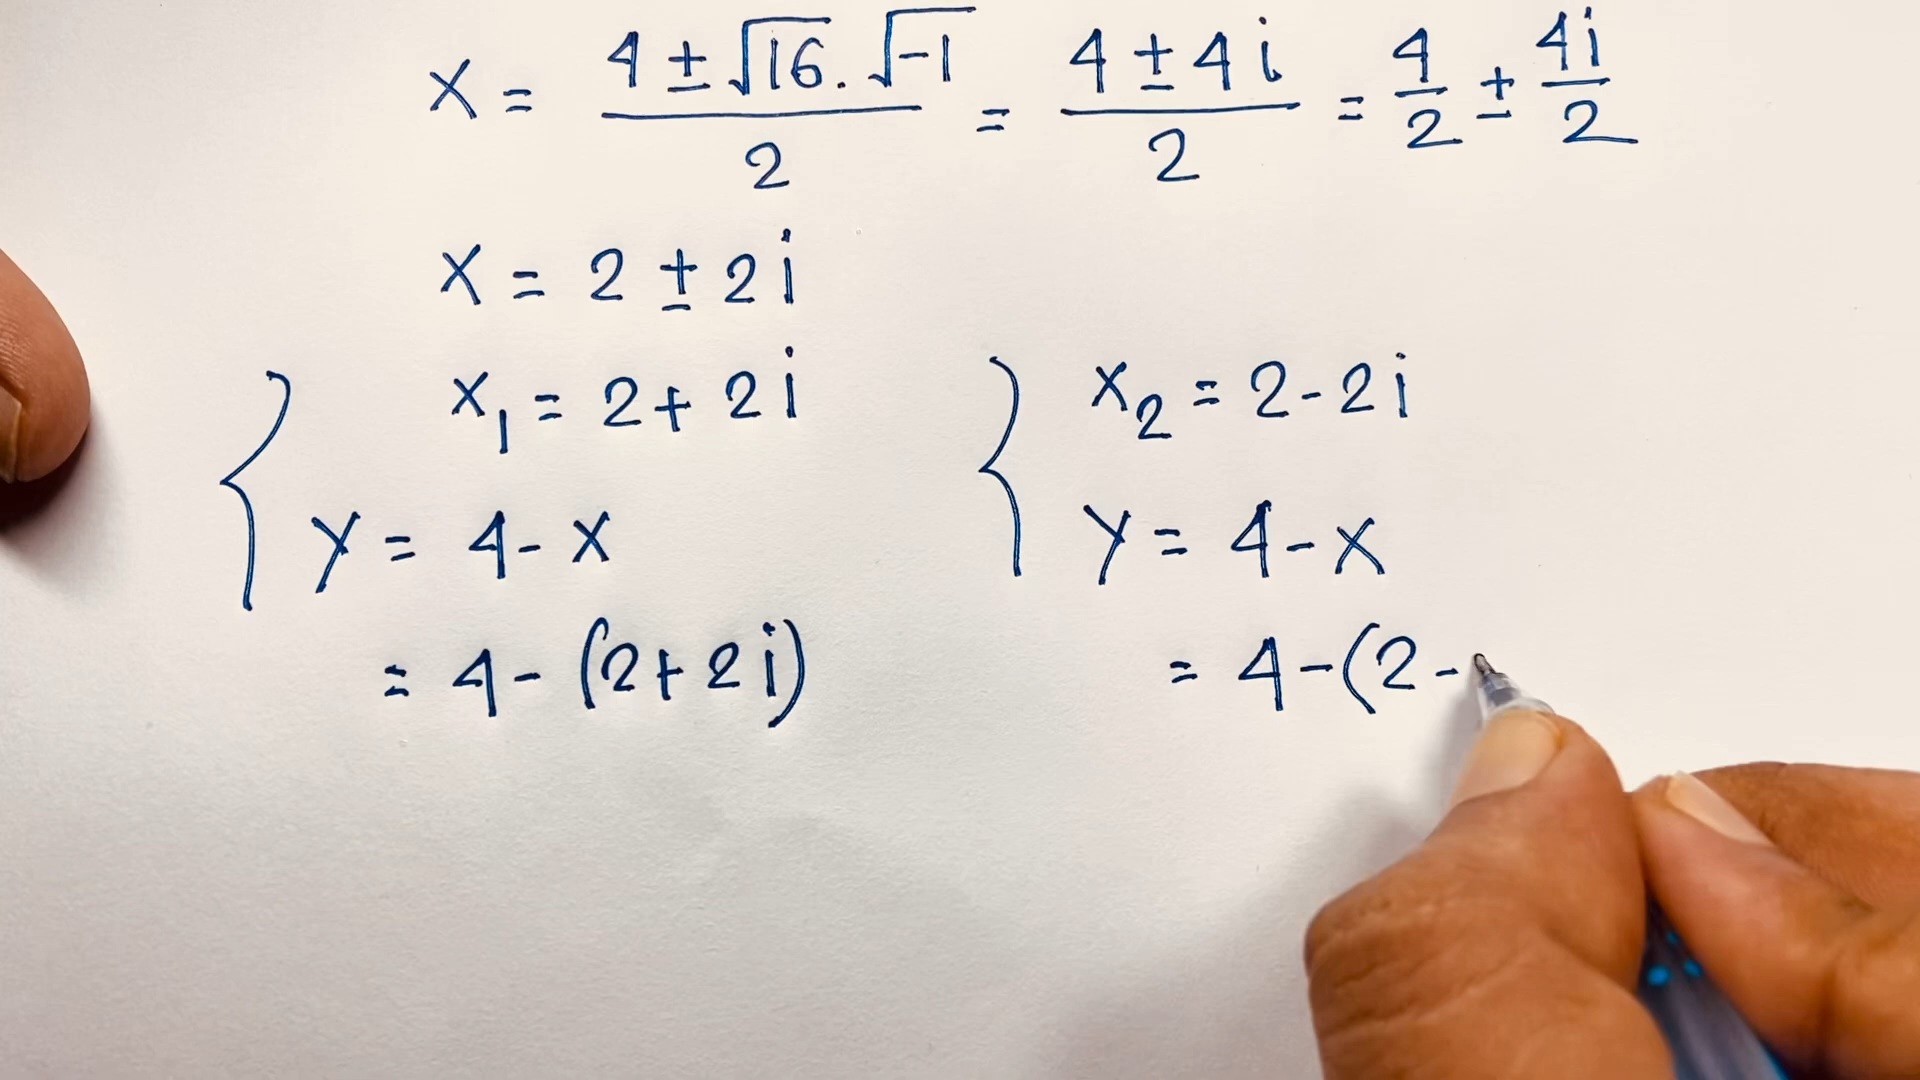 x = (4 ± √16 . √-1)/2 = (4 ± 4i)/2 = 4/2 ± 4i/2
x = 2 ± 2i
{ x₁ = 2 + 2i
y = 4 - x
= 4 - (2 + 2i)
{ x₂ = 2 - 2i
y = 4 - x
= 4 - (2 -